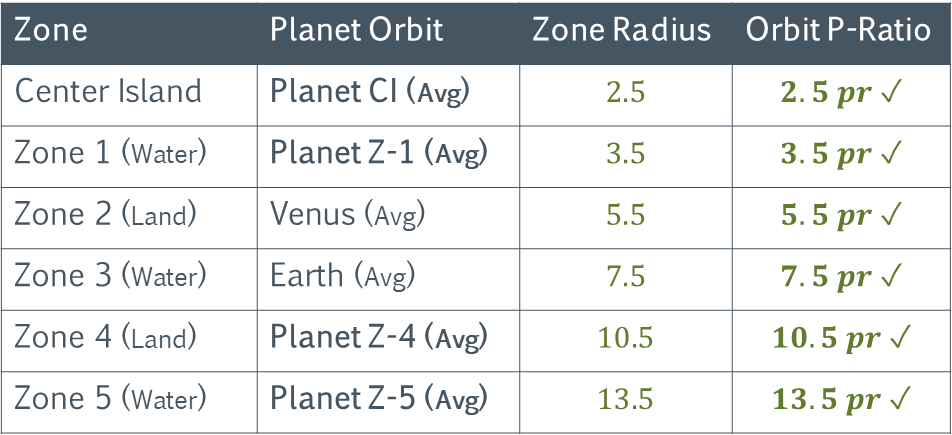 Zone Planet Orbit Zone Radius Orbit P-Ratio
Center Island Planet CI (Avg) 2.5 2.5 pr ✓
Zone 1 (Water) Planet Z-1 (Avg) 3.5 3.5 pr ✓
Zone 2 (Land) Venus (Avg) 5.5 5.5 pr ✓
Zone 3 (Water) Earth (Avg) 7.5 7.5 pr ✓
Zone 4 (Land) Planet Z-4 (Avg) 10.5 10.5 pr ✓
Zone 5 (Water) Planet Z-5 (Avg) 13.5 13.5 pr ✓